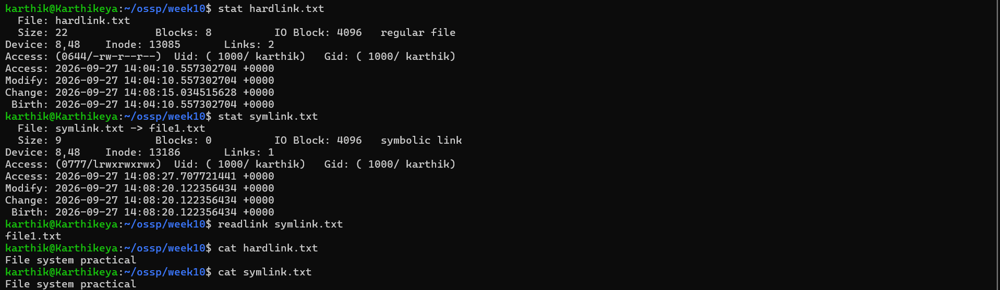 karthik@Karthikeya:~/ossp/week10$ stat hardlink.txt
  File: hardlink.txt
  Size: 22              Blocks: 8          IO Block: 4096   regular file
Device: 8,48    Inode: 13085       Links: 2
Access: (0644/-rw-r--r--)  Uid: ( 1000/ karthik)   Gid: ( 1000/ karthik)
Access: 2026-09-27 14:04:10.557302704 +0000
Modify: 2026-09-27 14:04:10.557302704 +0000
Change: 2026-09-27 14:08:15.034515628 +0000
 Birth: 2026-09-27 14:04:10.557302704 +0000
karthik@Karthikeya:~/ossp/week10$ stat symlink.txt
  File: symlink.txt -> file1.txt
  Size: 9               Blocks: 0          IO Block: 4096   symbolic link
Device: 8,48    Inode: 13186       Links: 1
Access: (0777/lrwxrwxrwx)  Uid: ( 1000/ karthik)   Gid: ( 1000/ karthik)
Access: 2026-09-27 14:08:27.707721441 +0000
Modify: 2026-09-27 14:08:20.122356434 +0000
Change: 2026-09-27 14:08:20.122356434 +0000
 Birth: 2026-09-27 14:08:20.122356434 +0000
karthik@Karthikeya:~/ossp/week10$ readlink symlink.txt
file1.txt
karthik@Karthikeya:~/ossp/week10$ cat hardlink.txt
File system practical
karthik@Karthikeya:~/ossp/week10$ cat symlink.txt
File system practical